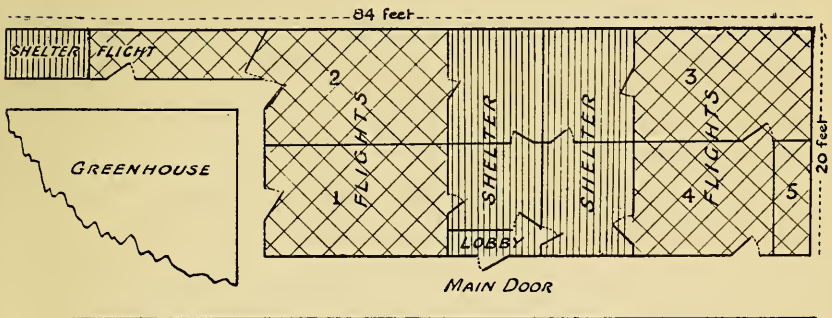 84 feet
SHELTER FLIGHT
2
3
FLIGHTS
SHELTER
SHELTER
FLIGHTS
20 feet
GREENHOUSE
1
4
5
LOBBY
MAIN DOOR